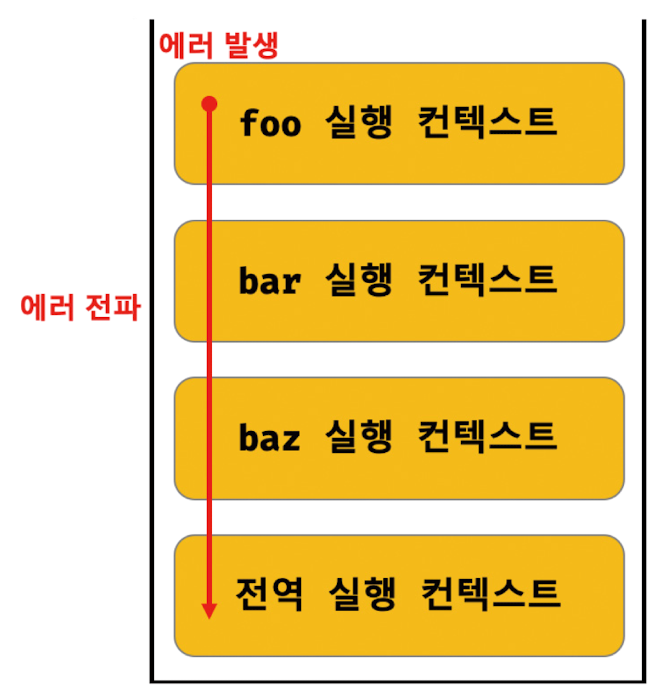 에러 발생
foo 실행 컨텍스트
bar 실행 컨텍스트
에러 전파
baz 실행 컨텍스트
전역 실행 컨텍스트